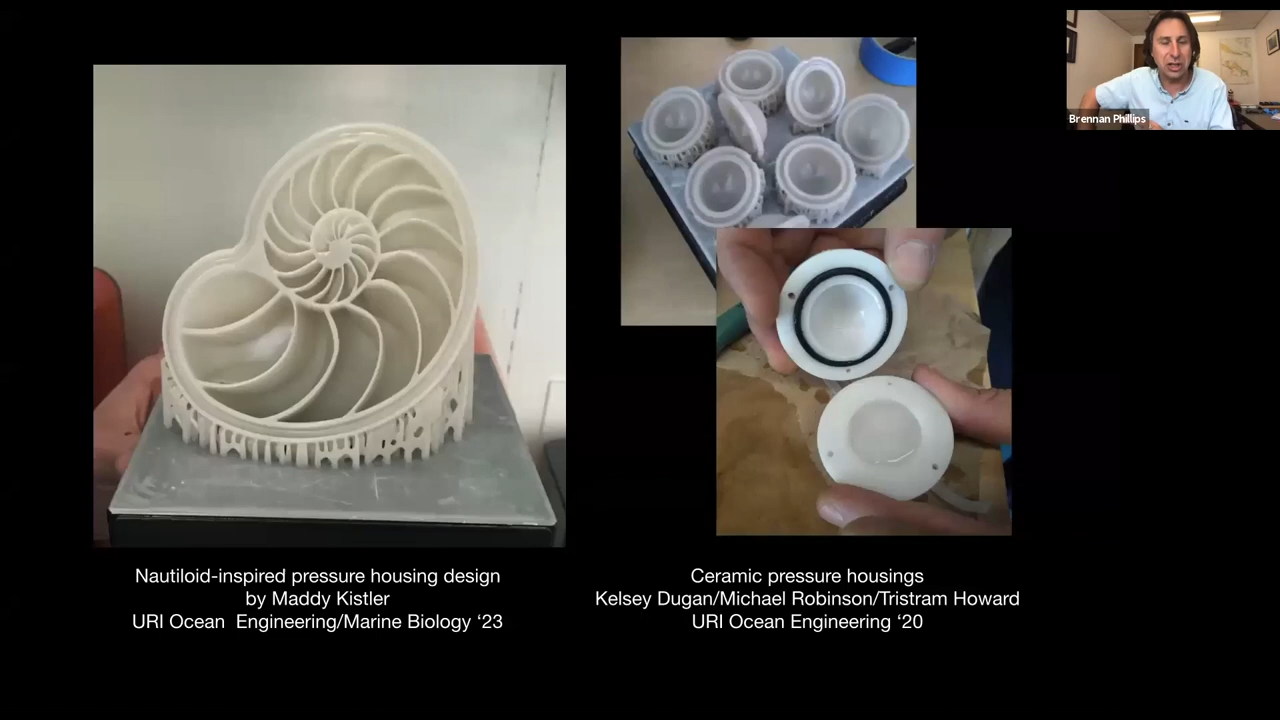 Brennan Phillips
Nautiloid-inspired pressure housing design
by Maddy Kistler
URI Ocean  Engineering/Marine Biology ‘23
Ceramic pressure housings
Kelsey Dugan/Michael Robinson/Tristram Howard
URI Ocean Engineering ‘20